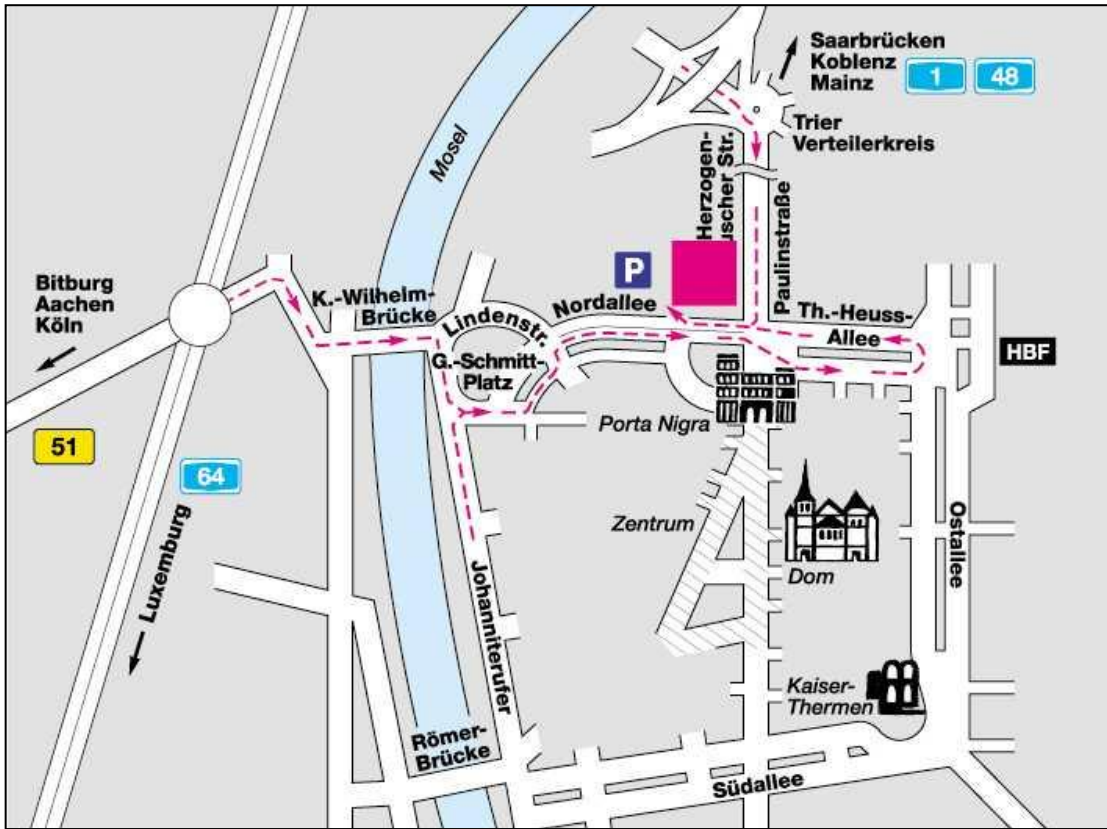 Saarbrücken
Koblenz
Mainz
1
48
Trier
Verteilerkreis
Mosel
Herzogen-
uscher Str.
Paulinstraße
Bitburg
Aachen
Köln
K.-Wilhelm-
Brücke
Lindenstr.
P
Nordallee
Th.-Heuss-
Allee
HBF
G.-Schmitt-
Platz
Porta Nigra
51
64
Luxemburg
Zentrum
Dom
Ostallee
Johanniterufer
Kaiser-
Thermen
Römer-
Brücke
Südallee